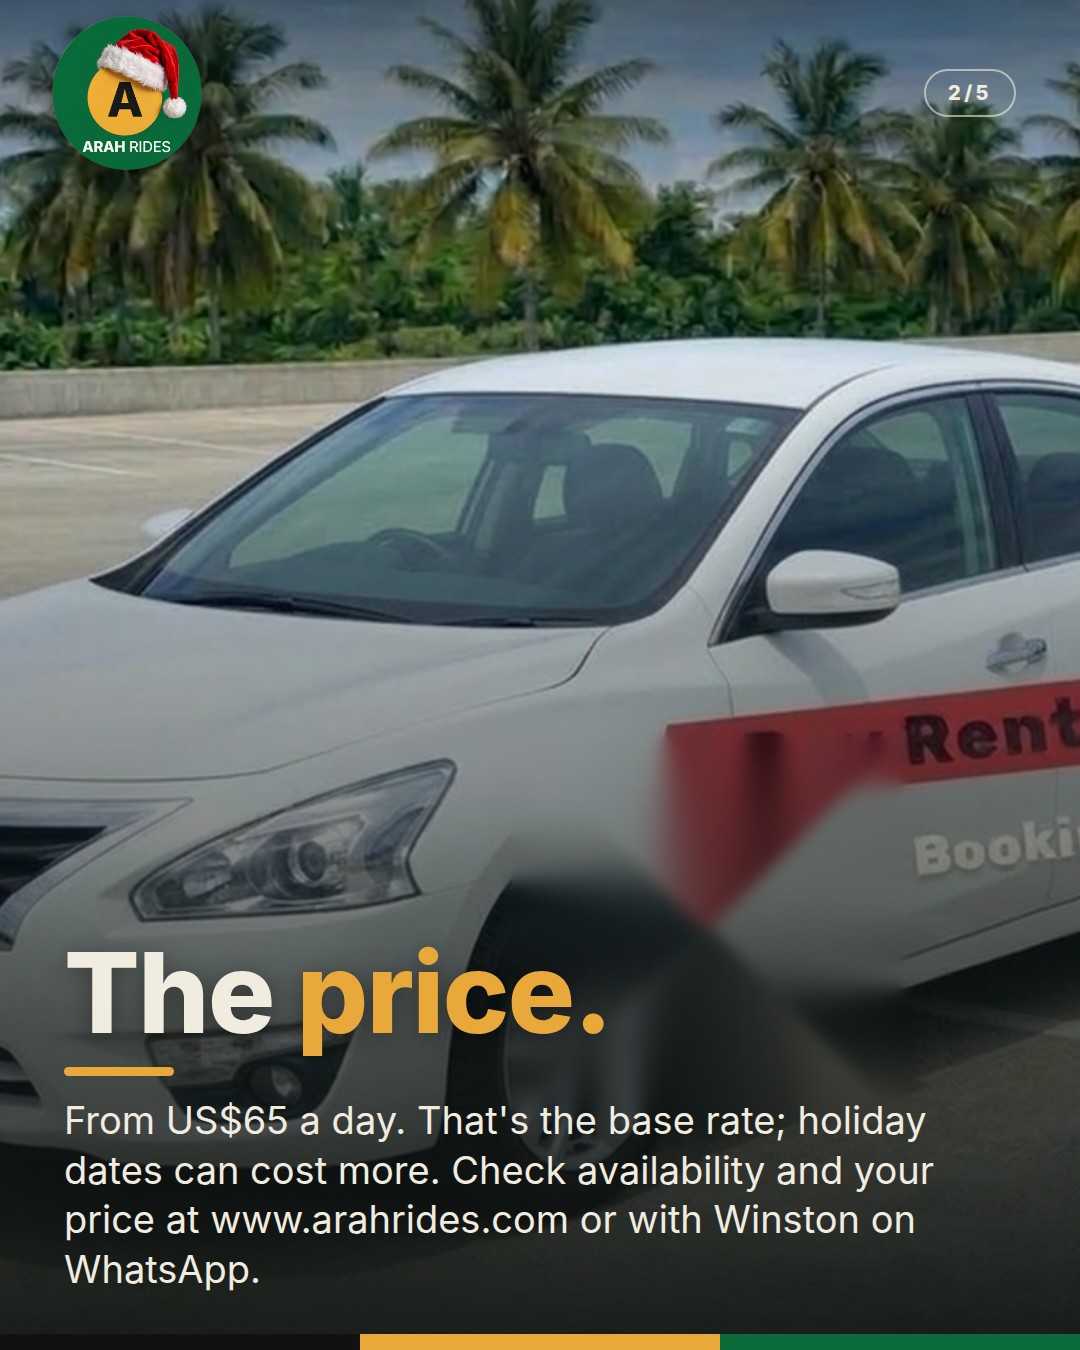 A
ARAH RIDES
2/5
Rent
Booki
The price.
From US$65 a day. That's the base rate; holiday
dates can cost more. Check availability and your
price at www.arahrides.com or with Winston on
WhatsApp.